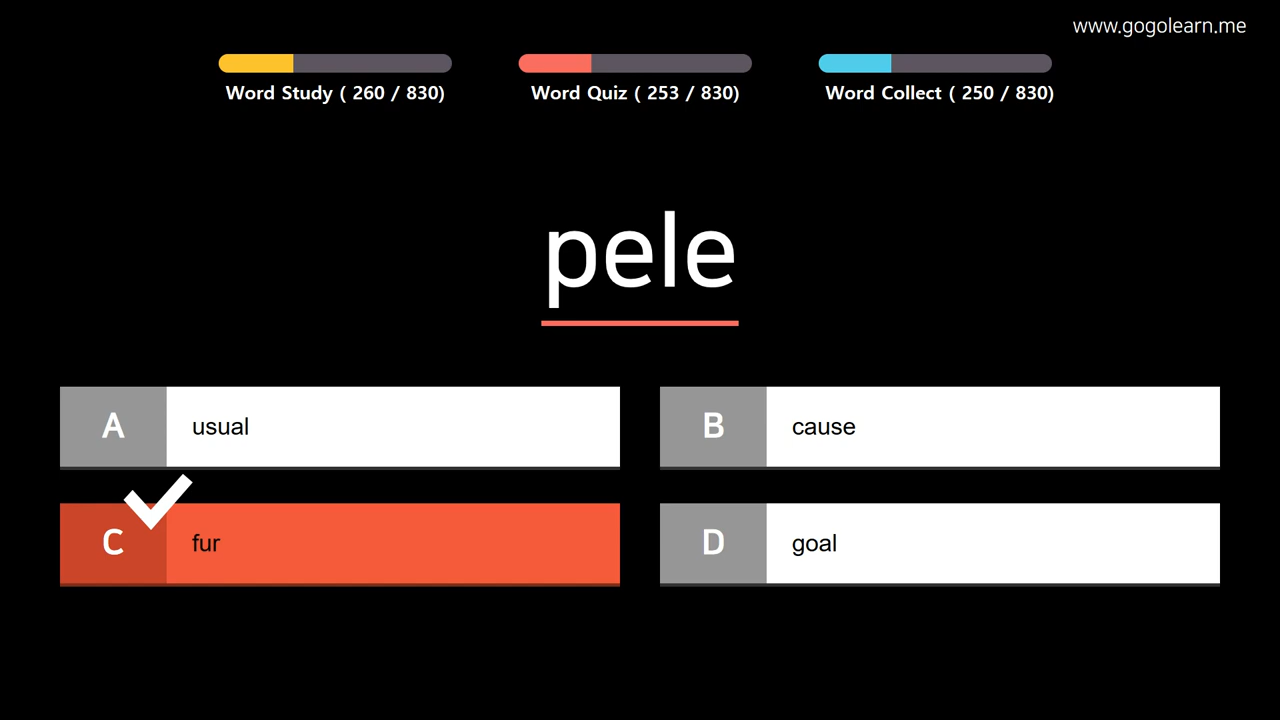 www.gogolearn.me
Word Study ( 260 / 830)
Word Quiz ( 253 / 830)
Word Collect ( 250 / 830)
pele
A
usual
B
cause
C
fur
D
goal